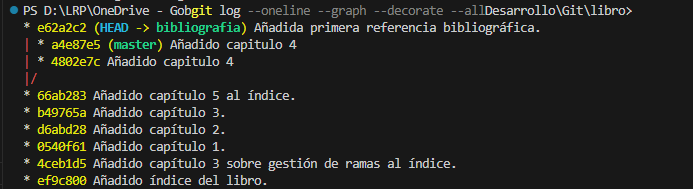 PS D:\LRP\OneDrive - Gobgit log --oneline --graph --decorate --allDesarrollo\Git\libro>
* e62a2c2 (HEAD -> bibliografia) Añadida primera referencia bibliográfica.
| * a4e87e5 (master) Añadido capitulo 4
| * 4802e7c Añadido capitulo 4
|/
* 66ab283 Añadido capítulo 5 al índice.
* b49765a Añadido capítulo 3.
* d6abd28 Añadido capítulo 2.
* 0540f61 Añadido capítulo 1.
* 4ceb1d5 Añadido capítulo 3 sobre gestión de ramas al índice.
* ef9c800 Añadido índice del libro.